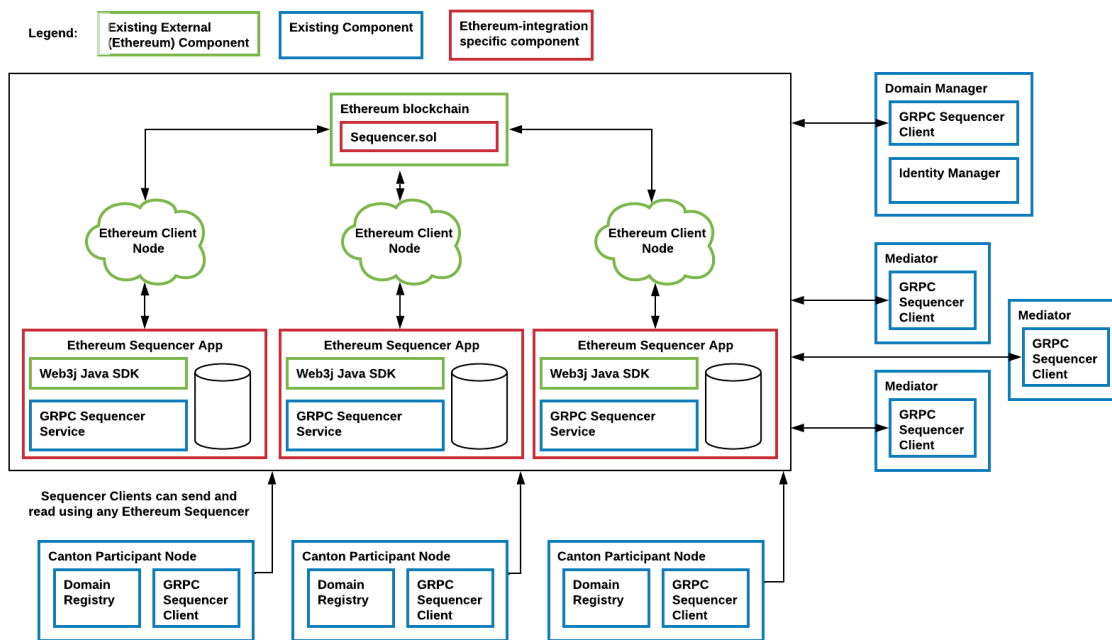 Legend:
Existing External
(Ethereum) Component
Existing Component
Ethereum-integration
specific component
Ethereum blockchain
Sequencer.sol
Ethereum Client
Node
Ethereum Client
Node
Ethereum Client
Node
Ethereum Sequencer App
Web3j Java SDK
GRPC Sequencer
Service
Ethereum Sequencer App
Web3j Java SDK
GRPC Sequencer
Service
Ethereum Sequencer App
Web3j Java SDK
GRPC Sequencer
Service
Domain Manager
GRPC Sequencer
Client
Identity Manager
Mediator
GRPC
Sequencer
Client
Mediator
GRPC
Sequencer
Client
Mediator
GRPC
Sequencer
Client
Sequencer Clients can send and
read using any Ethereum Sequencer
Canton Participant Node
Domain
Registry
GRPC
Sequencer
Client
Canton Participant Node
Domain
Registry
GRPC
Sequencer
Client
Canton Participant Node
Domain
Registry
GRPC
Sequencer
Client